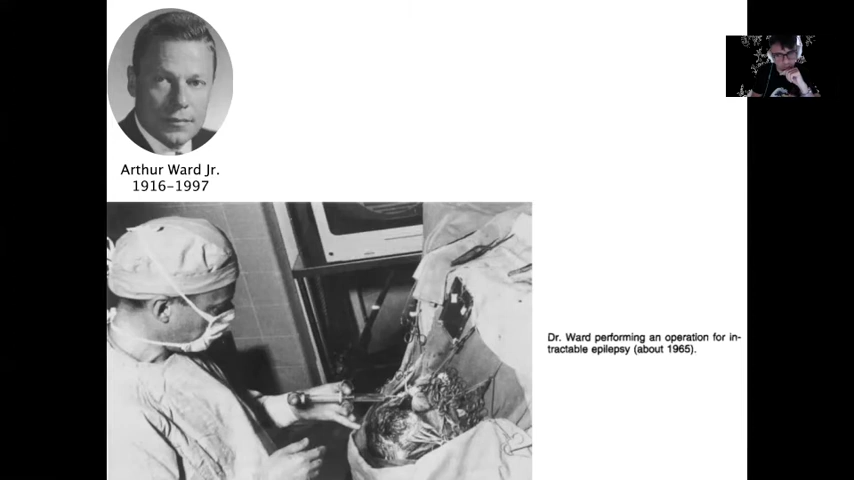 Arthur Ward Jr.
1916–1997
Dr. Ward performing an operation for in-
tractable epilepsy (about 1965).